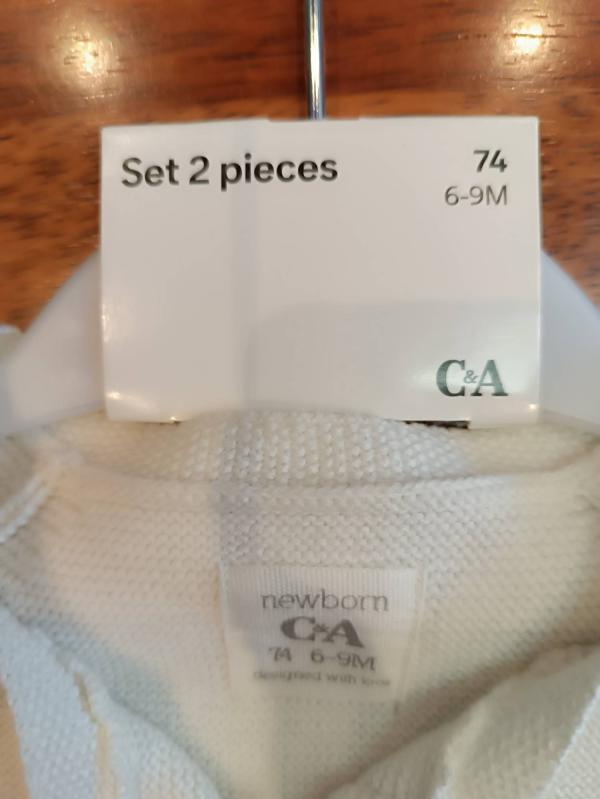 Set 2 pieces
74
6-9M
C&A
newborn
C&A
74 6-9M
designed with love